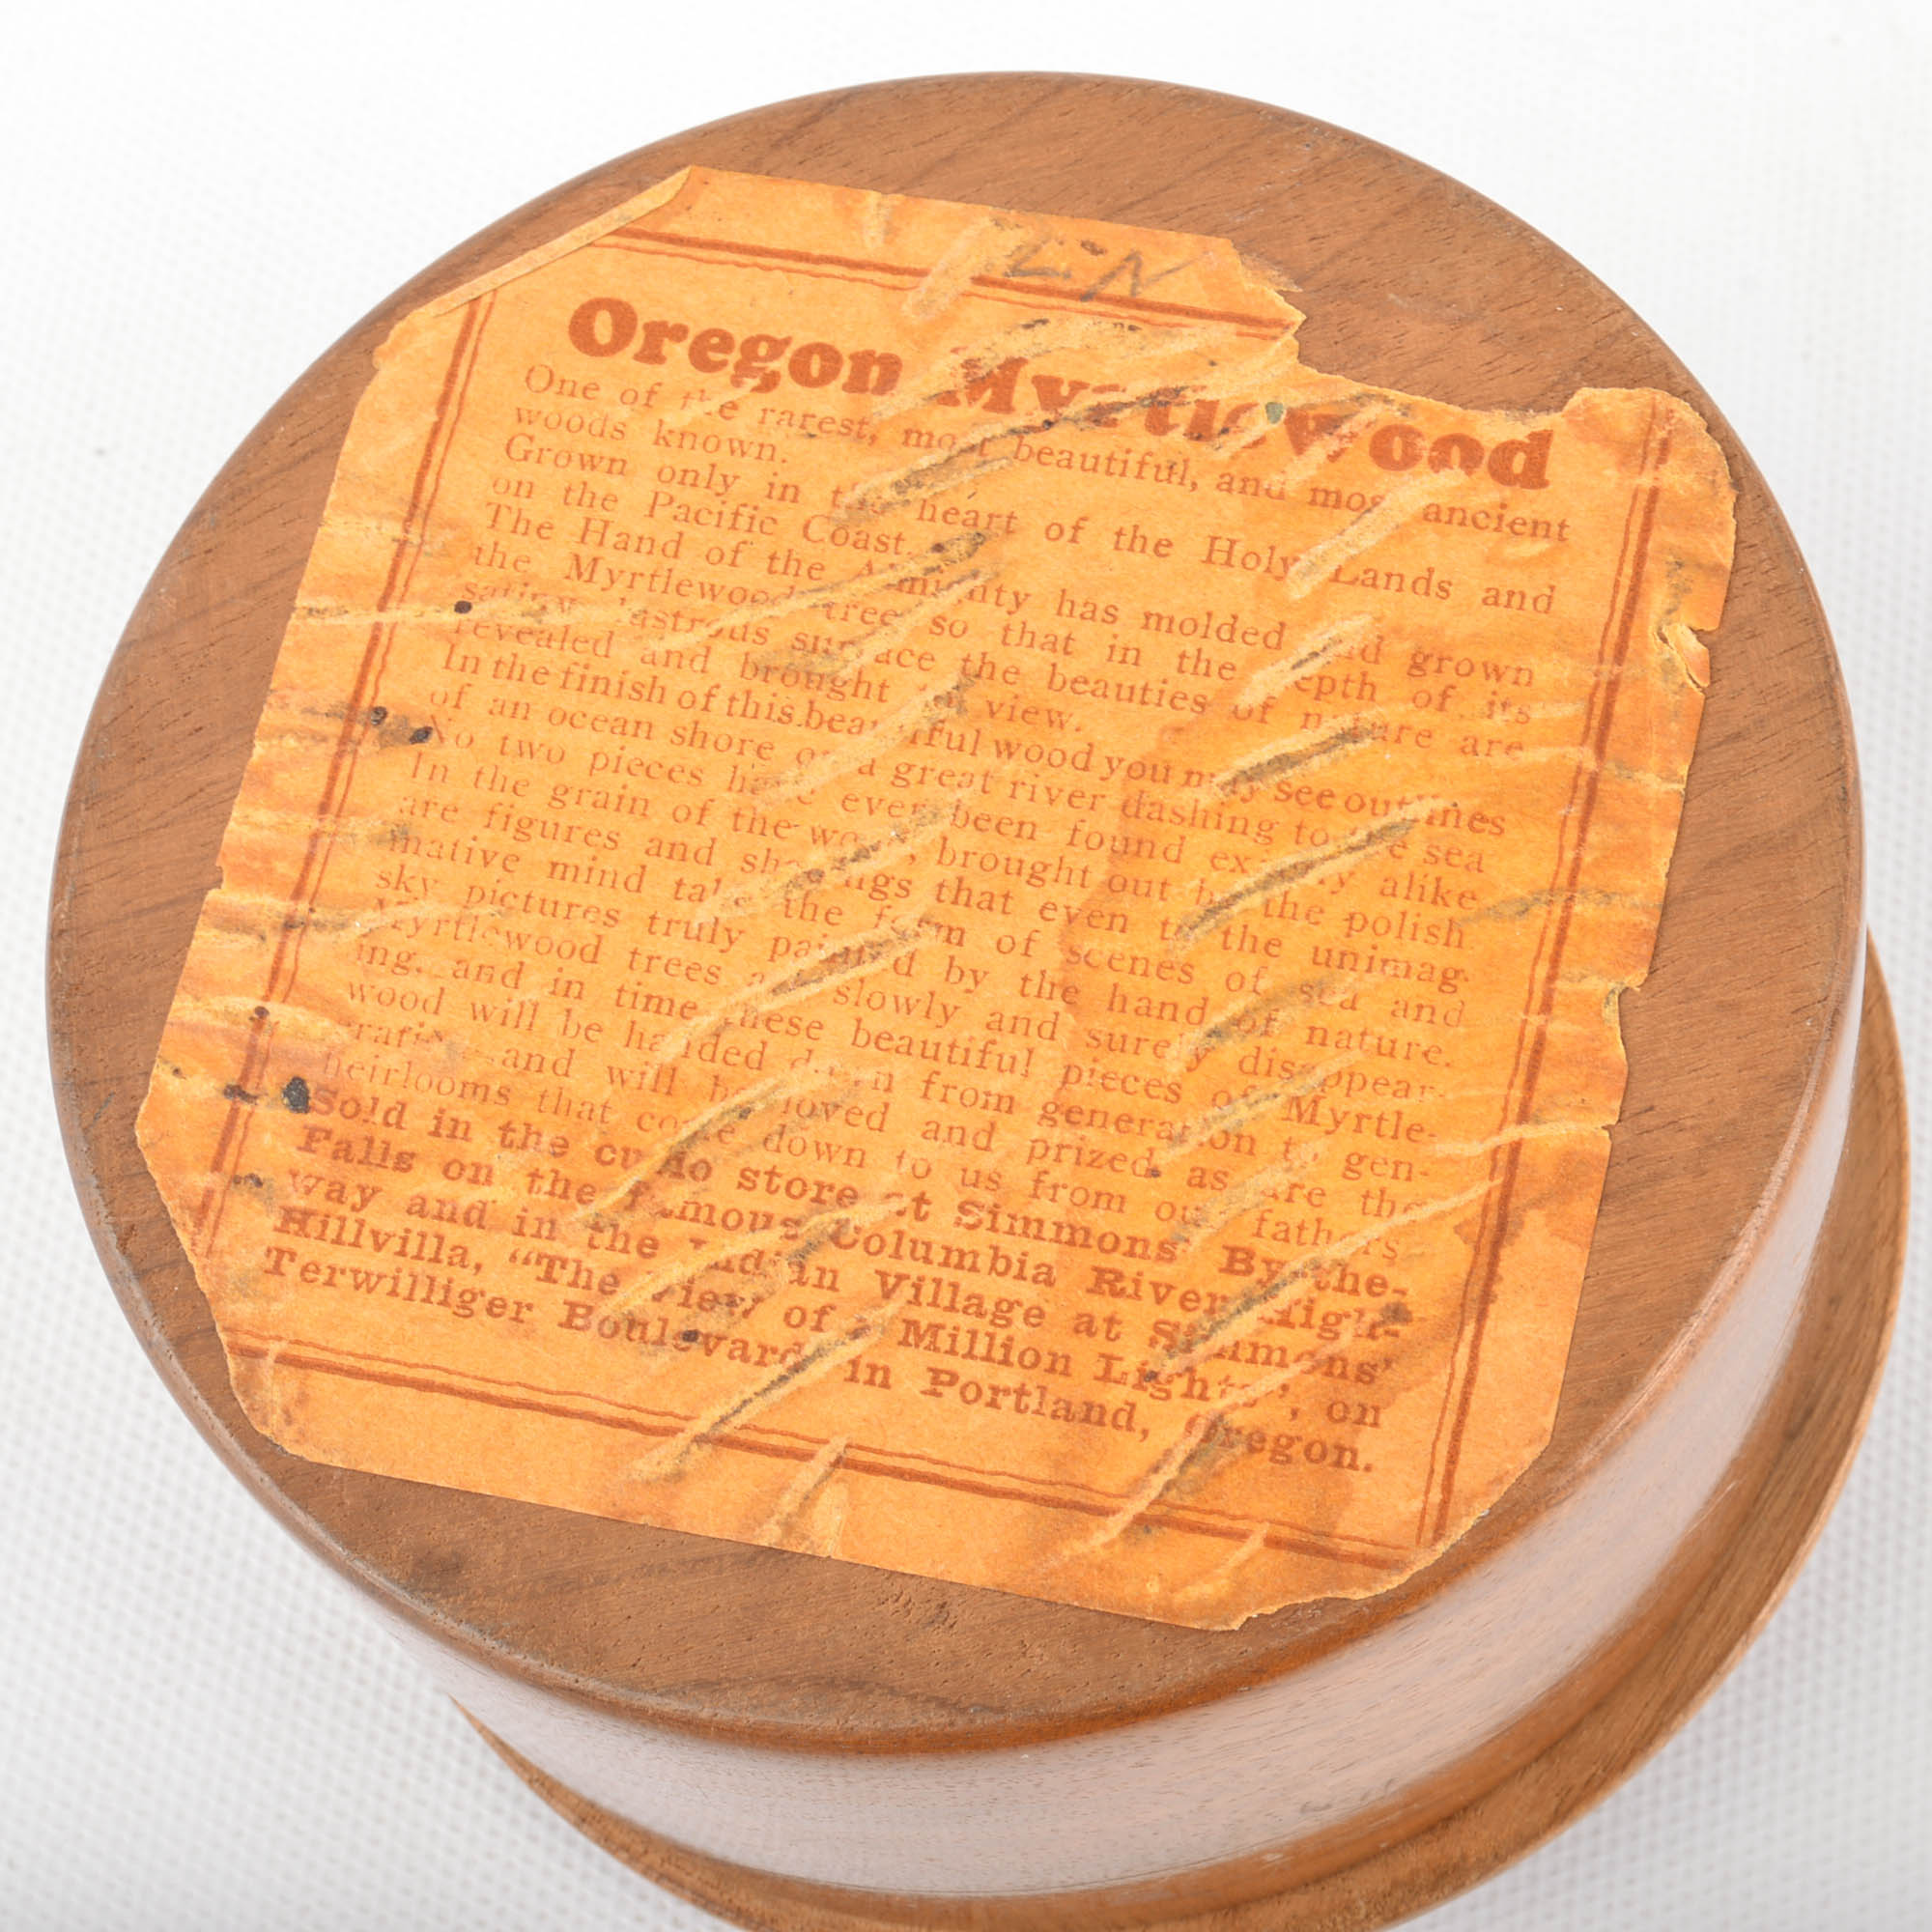 Oregon Myrtlewood
One of the rarest, most beautiful, and most ancient
woods known.
Grown only in the heart of the Holy Lands and
on the Pacific Coast.
The Hand of the Almighty has molded and grown
the Myrtlewood tree so that in the depth of its
satiny lustrous surface the beauties of nature are
revealed and brought to view.
In the finish of this beautiful wood you may see outlines
of an ocean shore or a great river dashing to the sea
No two pieces have ever been found exactly alike
In the grain of the wood, brought out by the polish
are figures and shadings that even to the unimag-
inative mind take the form of scenes of sea and
sky pictures truly painted by the hand of nature.
Myrtlewood trees are slowly and surely disappear-
ing, and in time these beautiful pieces of Myrtle-
wood will be handed down from generation to gen-
eration and will be loved and prized as are the
heirlooms that come down to us from our fathers
Sold in the curio store at Simmons' By-the-
Falls on the famous Columbia River High-
way and in the Indian Village at Simmons'
Hillvilla, "The View of a Million Lights", on
Terwilliger Boulevard, in Portland, Oregon.